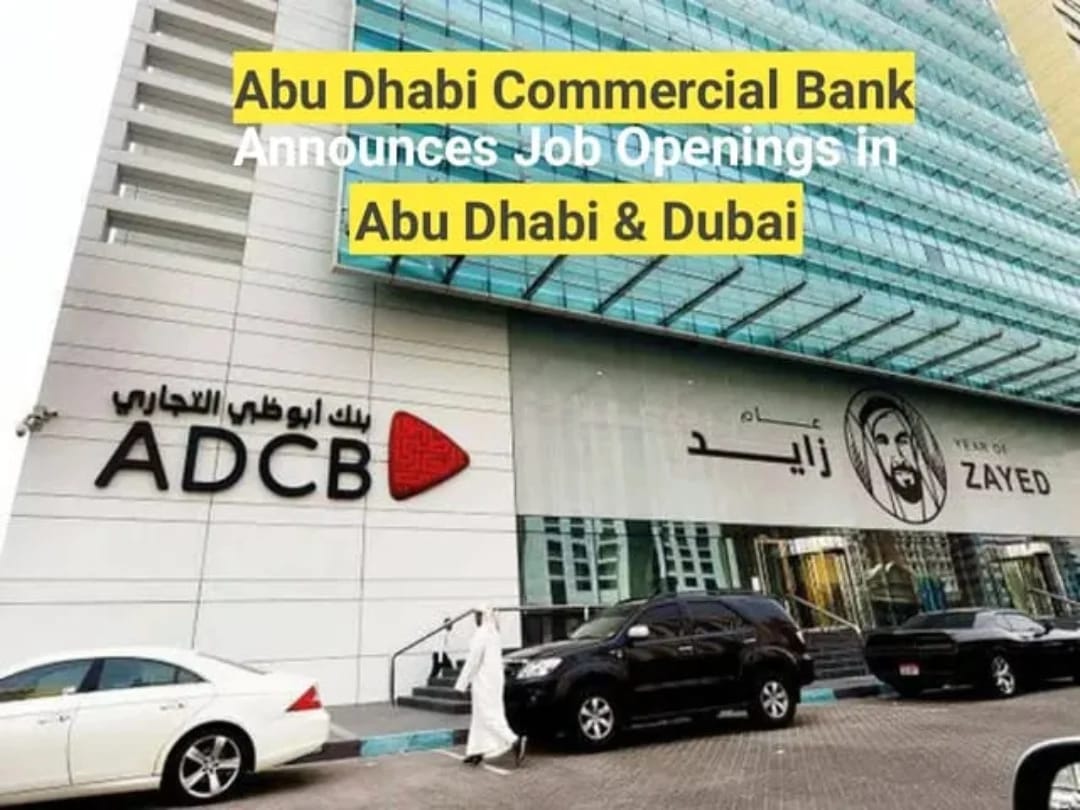 Abu Dhabi Commercial Bank
Announces Job Openings in
Abu Dhabi & Dubai
بنك أبوظبي التجاري
ADCB
عام
زايد
YEAR OF
ZAYED